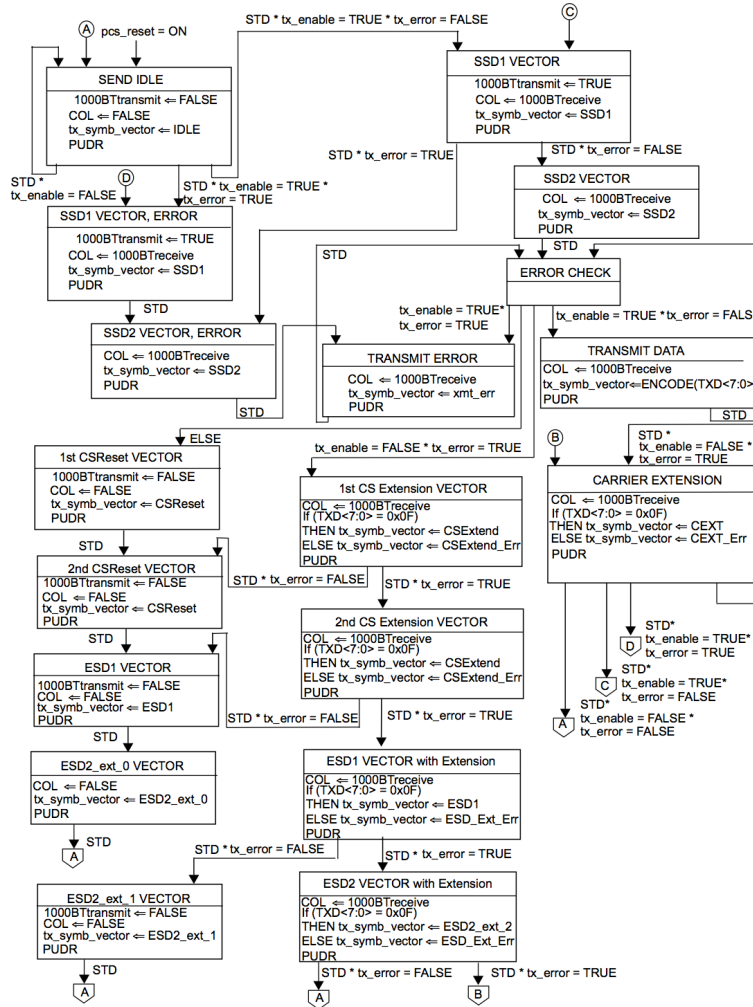 A
pcs_reset = ON
STD * tx_enable = TRUE * tx_error = FALSE
C
SEND IDLE
1000BTtransmit ⇐ FALSE
COL ⇐ FALSE
tx_symb_vector ⇐ IDLE
PUDR
SSD1 VECTOR
1000BTtransmit ⇐ TRUE
COL ⇐ 1000BTreceive
tx_symb_vector ⇐ SSD1
PUDR
STD *
tx_enable = FALSE
D
STD * tx_enable = TRUE *
tx_error = TRUE
STD * tx_error = TRUE
STD * tx_error = FALSE
SSD1 VECTOR, ERROR
1000BTtransmit ⇐ TRUE
COL ⇐ 1000BTreceive
tx_symb_vector ⇐ SSD1
PUDR
SSD2 VECTOR
COL ⇐ 1000BTreceive
tx_symb_vector ⇐ SSD2
PUDR
STD
STD
STD
ERROR CHECK
SSD2 VECTOR, ERROR
COL ⇐ 1000BTreceive
tx_symb_vector ⇐ SSD2
PUDR
STD
tx_enable = TRUE*
tx_error = TRUE
tx_enable = TRUE *tx_error = FALS
TRANSMIT ERROR
COL ⇐ 1000BTreceive
tx_symb_vector ⇐ xmt_err
PUDR
TRANSMIT DATA
COL ⇐ 1000BTreceive
tx_symb_vector⇐ENCODE(TXD<7:0>
PUDR
STD
ELSE
tx_enable = FALSE * tx_error = TRUE
B
STD *
tx_enable = FALSE *
tx_error = TRUE
1st CSReset VECTOR
1000BTtransmit ⇐ FALSE
COL ⇐ FALSE
tx_symb_vector ⇐ CSReset
PUDR
1st CS Extension VECTOR
COL ⇐ 1000BTreceive
If (TXD<7:0> = 0x0F)
THEN tx_symb_vector ⇐ CSExtend
ELSE tx_symb_vector ⇐ CSExtend_Err
PUDR
CARRIER EXTENSION
COL ⇐ 1000BTreceive
If (TXD<7:0> = 0x0F)
THEN tx_symb_vector ⇐ CEXT
ELSE tx_symb_vector ⇐ CEXT_Err
PUDR
STD
STD * tx_error = FALSE
STD * tx_error = TRUE
2nd CSReset VECTOR
1000BTtransmit ⇐ FALSE
COL ⇐ FALSE
tx_symb_vector ⇐ CSReset
PUDR
2nd CS Extension VECTOR
COL ⇐ 1000BTreceive
If (TXD<7:0> = 0x0F)
THEN tx_symb_vector ⇐ CSExtend
ELSE tx_symb_vector ⇐ CSExtend_Err
PUDR
D
STD*
tx_enable = TRUE*
tx_error = TRUE
C
STD*
tx_enable = TRUE*
tx_error = FALSE
A
STD*
tx_enable = FALSE *
tx_error = FALSE
STD
STD * tx_error = FALSE
STD * tx_error = TRUE
ESD1 VECTOR
1000BTtransmit ⇐ FALSE
COL ⇐ FALSE
tx_symb_vector ⇐ ESD1
PUDR
STD
ESD2_ext_0 VECTOR
COL ⇐ FALSE
tx_symb_vector ⇐ ESD2_ext_0
PUDR
ESD1 VECTOR with Extension
COL ⇐ 1000BTreceive
If (TXD<7:0> = 0x0F)
THEN tx_symb_vector ⇐ ESD1
ELSE tx_symb_vector ⇐ ESD_Ext_Err
PUDR
STD
A
STD * tx_error = FALSE
STD * tx_error = TRUE
ESD2_ext_1 VECTOR
1000BTtransmit ⇐ FALSE
COL ⇐ FALSE
tx_symb_vector ⇐ ESD2_ext_1
PUDR
ESD2 VECTOR with Extension
COL ⇐ 1000BTreceive
If (TXD<7:0> = 0x0F)
THEN tx_symb_vector ⇐ ESD2_ext_2
ELSE tx_symb_vector ⇐ ESD_Ext_Err
PUDR
STD
A
STD * tx_error = FALSE
A
STD * tx_error = TRUE
B